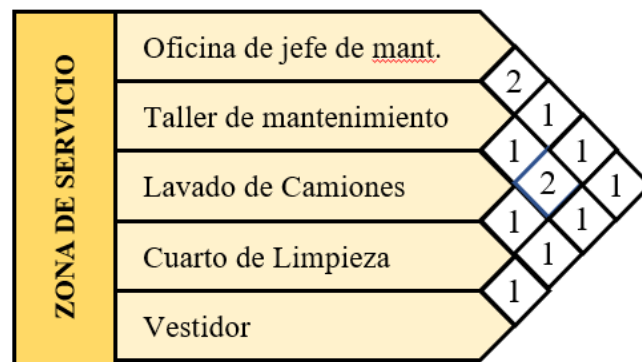 ZONA DE SERVICIO
Oficina de jefe de mant.
2
1
Taller de mantenimiento
1
1
2
1
Lavado de Camiones
1
1
1
Cuarto de Limpieza
1
Vestidor